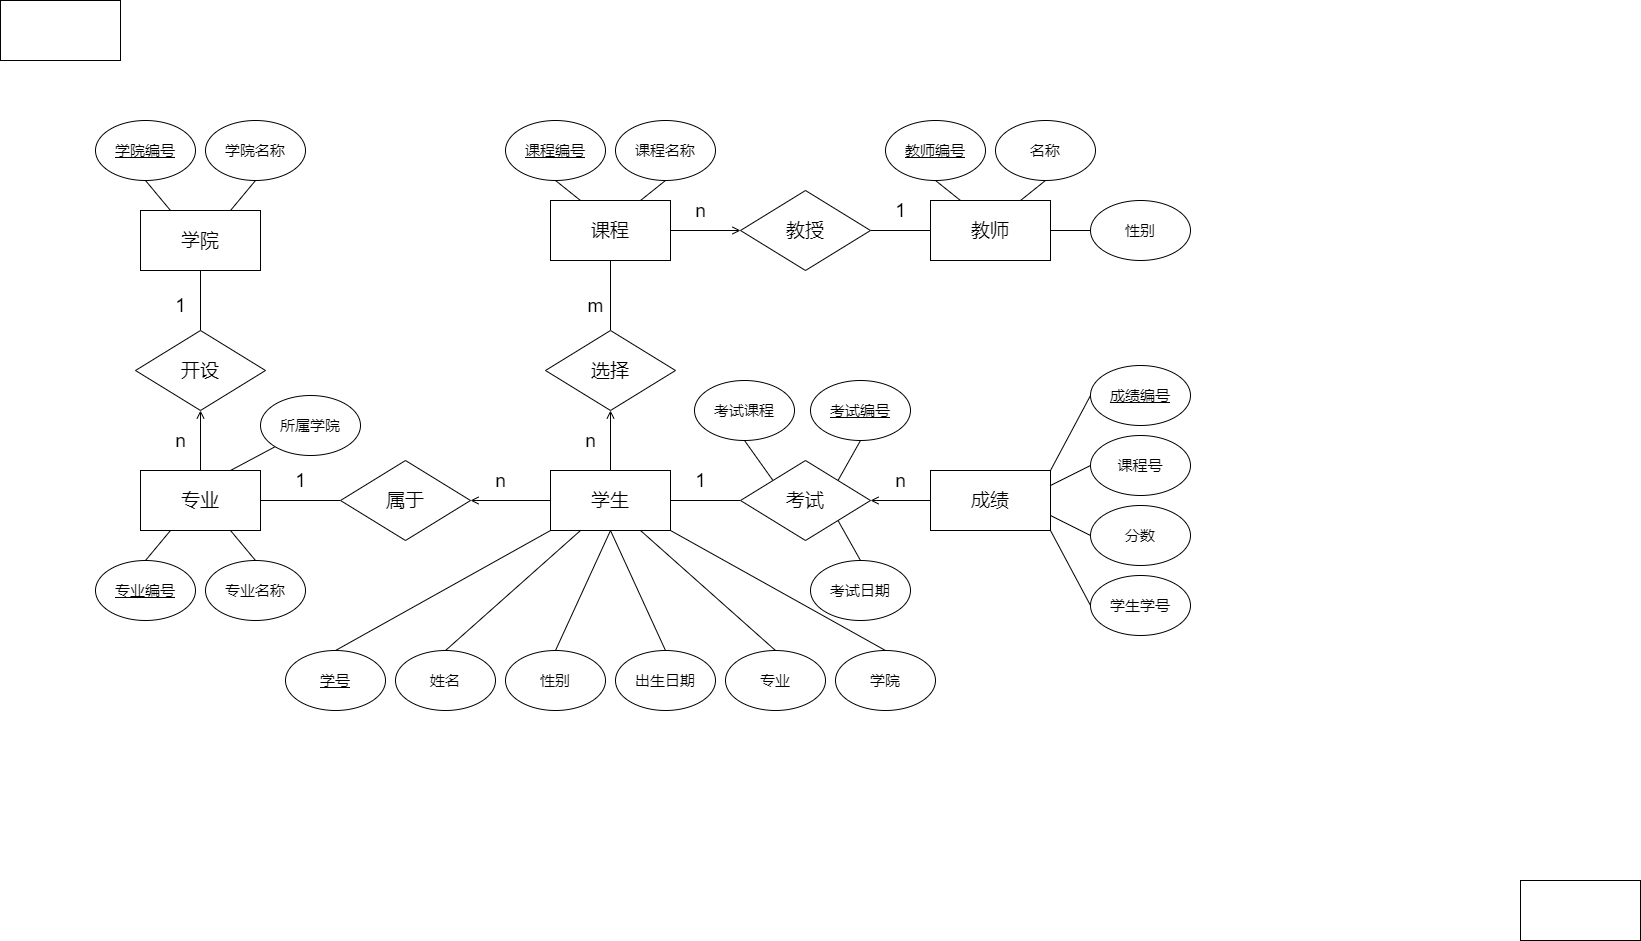 学院编号
学院名称
课程编号
课程名称
教师编号
名称
学院
课程
n
教授
1
教师
性别
1
m
开设
选择
n
所属学院
n
考试课程
考试编号
成绩编号
课程号
专业
1
属于
n
学生
1
考试
n
成绩
分数
专业编号
专业名称
考试日期
学生学号
学号
姓名
性别
出生日期
专业
学院